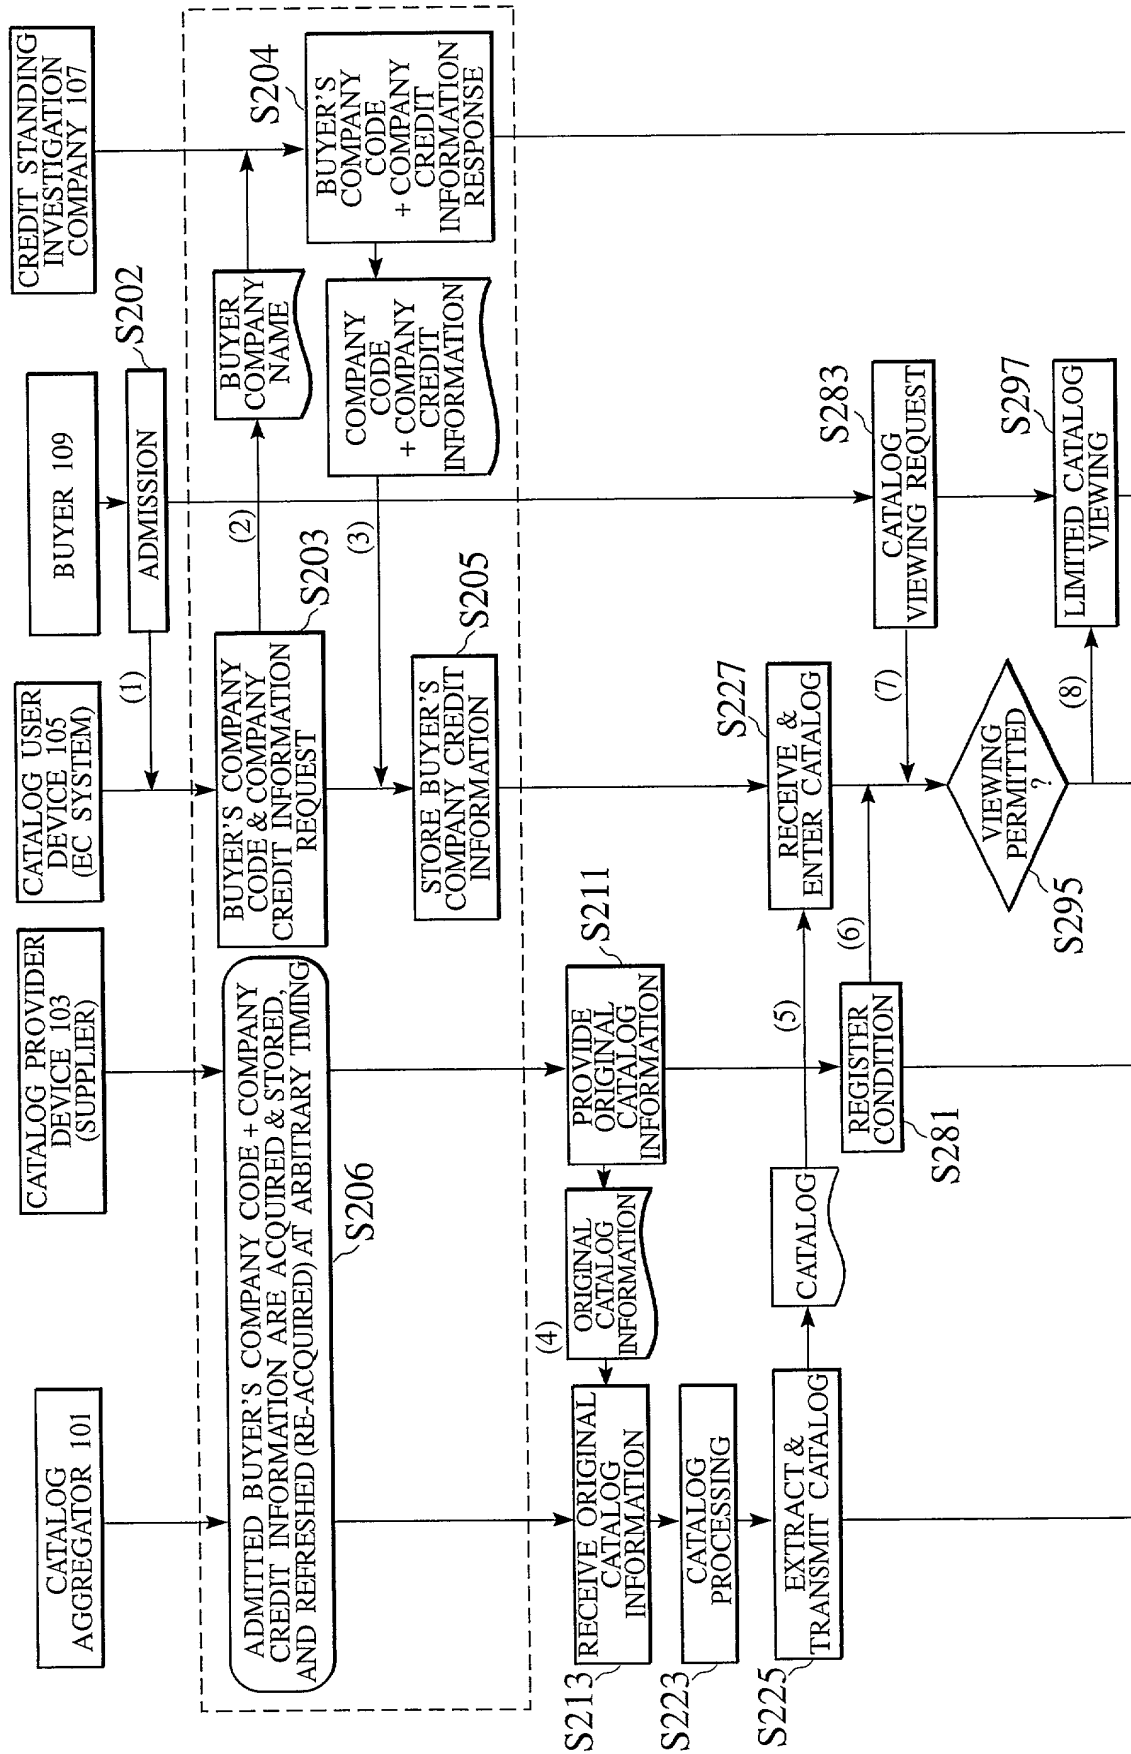 CATALOG
AGGREGATOR 101
CATALOG PROVIDER
DEVICE 103
(SUPPLIER)
CATALOG USER
DEVICE 105
(EC SYSTEM)
BUYER 109
CREDIT STANDING
INVESTIGATION
COMPANY 107
ADMISSION
S202
(1)
ADMITTED BUYER'S COMPANY CODE + COMPANY
CREDIT INFORMATION ARE ACQUIRED & STORED,
AND REFRESHED (RE-ACQUIRED) AT ARBITRARY TIMING
S206
BUYER'S COMPANY
CODE & COMPANY
CREDIT INFORMATION
REQUEST
S203
(2)
BUYER
COMPANY
NAME
S204
BUYER'S
COMPANY
CODE
+ COMPANY
CREDIT
INFORMATION
RESPONSE
COMPANY
CODE
+ COMPANY
CREDIT
INFORMATION
(3)
STORE BUYER'S
COMPANY CREDIT
INFORMATION
S205
PROVIDE
ORIGINAL
CATALOG
INFORMATION
S211
(4)
ORIGINAL
CATALOG
INFORMATION
RECEIVE ORIGINAL
CATALOG
INFORMATION
S213
CATALOG
PROCESSING
S223
EXTRACT &
TRANSMIT CATALOG
S225
CATALOG
(5)
RECEIVE &
ENTER CATALOG
S227
REGISTER
CONDITION
S281
(6)
CATALOG
VIEWING REQUEST
S283
(7)
VIEWING
PERMITTED
?
S295
(8)
LIMITED CATALOG
VIEWING
S297